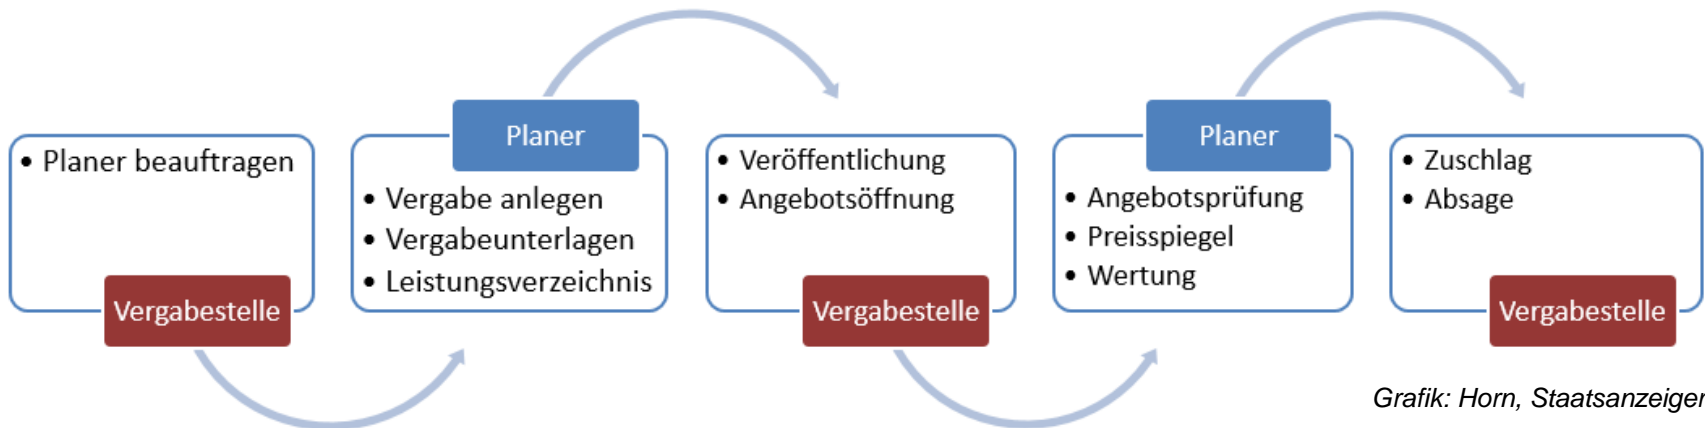 • Planer beauftragen
Vergabestelle
Planer
• Vergabe anlegen
• Vergabeunterlagen
• Leistungsverzeichnis
• Veröffentlichung
• Angebotsöffnung
Vergabestelle
Planer
• Angebotsprüfung
• Preisspiegel
• Wertung
• Zuschlag
• Absage
Vergabestelle
Grafik: Horn, Staatsanzeiger